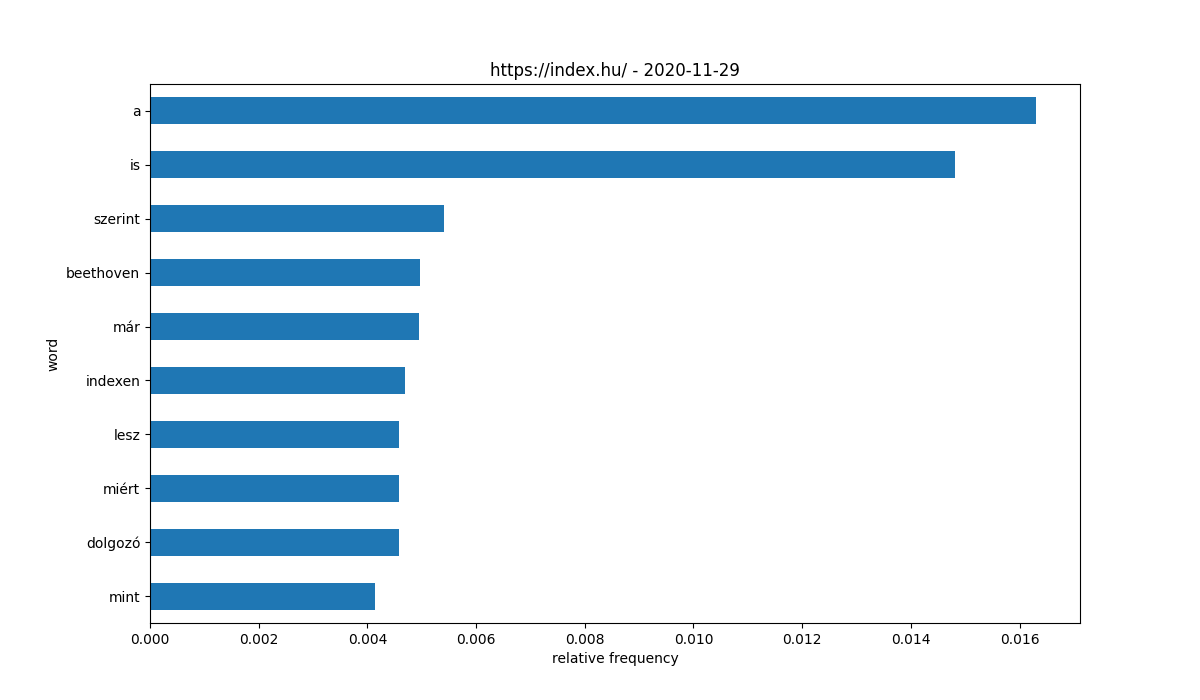 https://index.hu/ - 2020-11-29
a
is
szerint
beethoven
már
indexen
lesz
miért
dolgozó
mint
word
0.000 0.002 0.004 0.006 0.008 0.010 0.012 0.014 0.016
relative frequency